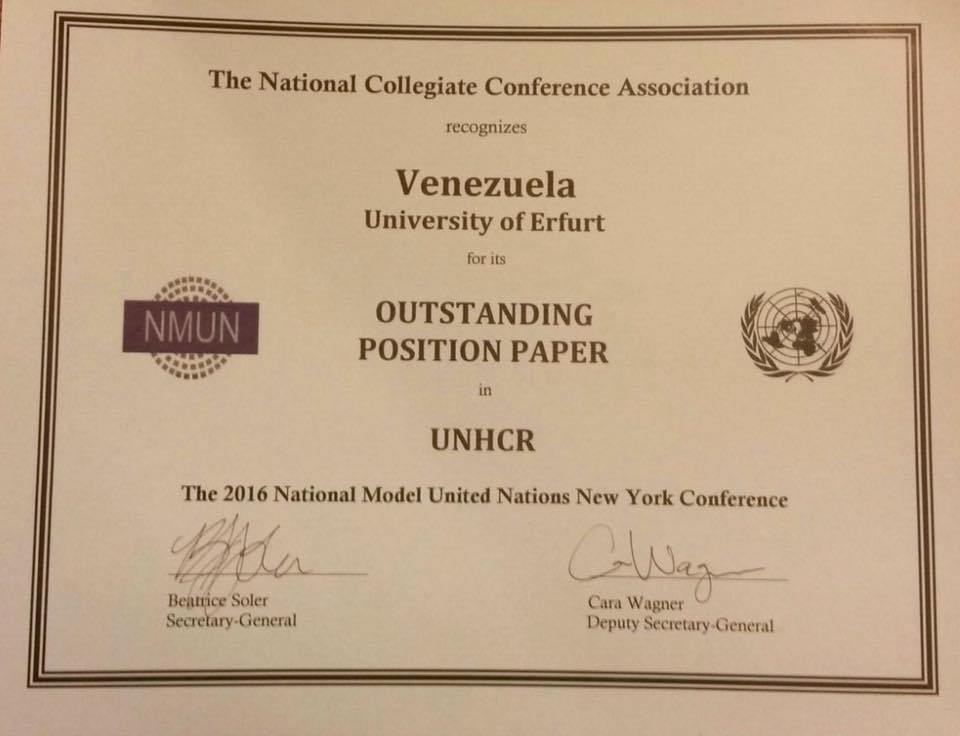 The National Collegiate Conference Association
recognizes
Venezuela
University of Erfurt
for its
NMUN
OUTSTANDING
POSITION PAPER
in
UNHCR
The 2016 National Model United Nations New York Conference
Beatrice Soler
Secretary-General
Cara Wagner
Deputy Secretary-General